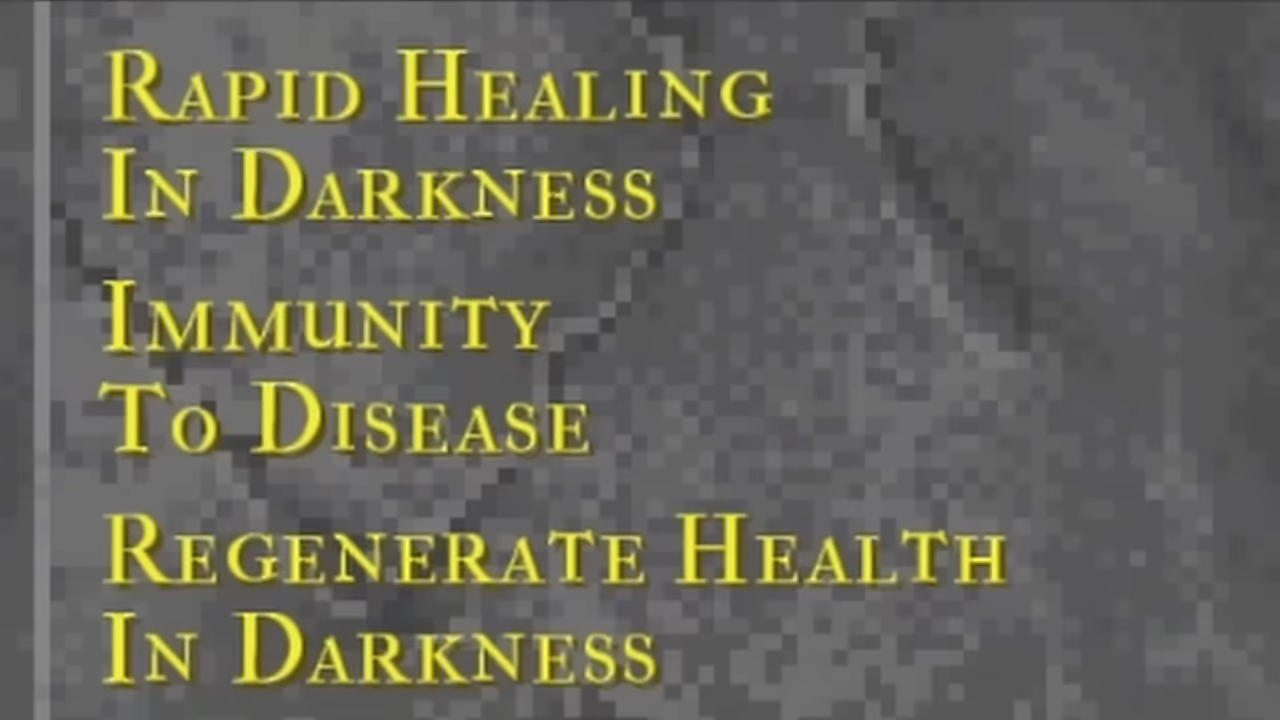 Rapid Healing
In Darkness
Immunity
To Disease
Regenerate Health
In Darkness